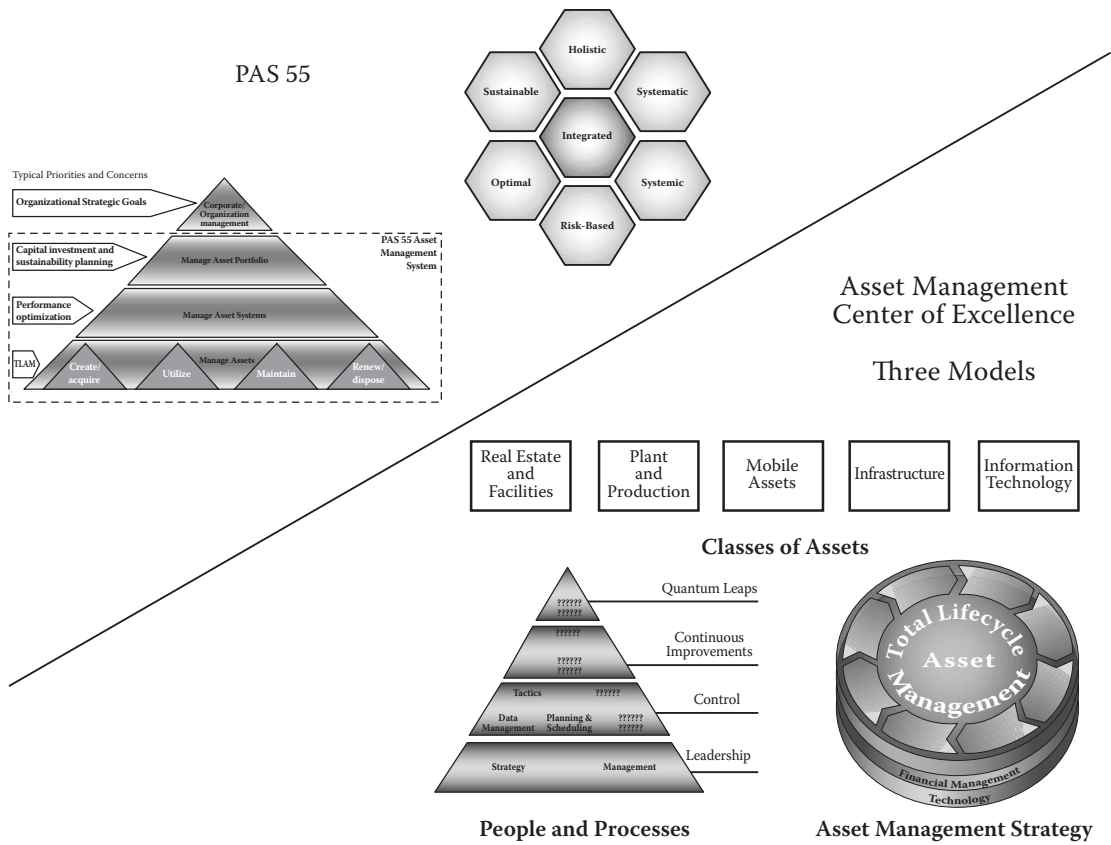 PAS 55
Holistic
Sustainable
Systematic
Integrated
Optimal
Systemic
Risk-Based
Typical Priorities and Concerns
Organizational Strategic Goals
Corporate/
Organization
management
PAS 55 Asset
Management
System
Capital investment and
sustainability planning
Manage Asset Portfolio
Performance
optimization
Manage Asset Systems
TLAM
Manage Assets
Create/
acquire
Utilize
Maintain
Renew/
dispose
Asset Management
Center of Excellence
Three Models
Real Estate
and
Facilities
Plant
and
Production
Mobile
Assets
Infrastructure
Information
Technology
Classes of Assets
Quantum Leaps
??????
??????
Continuous
Improvements
??????
??????
??????
Control
Tactics
??????
Data
Management
Planning &
Scheduling
??????
??????
Leadership
Strategy
Management
People and Processes
Total Lifecycle
Asset
Management
Financial Management
Technology
Asset Management Strategy